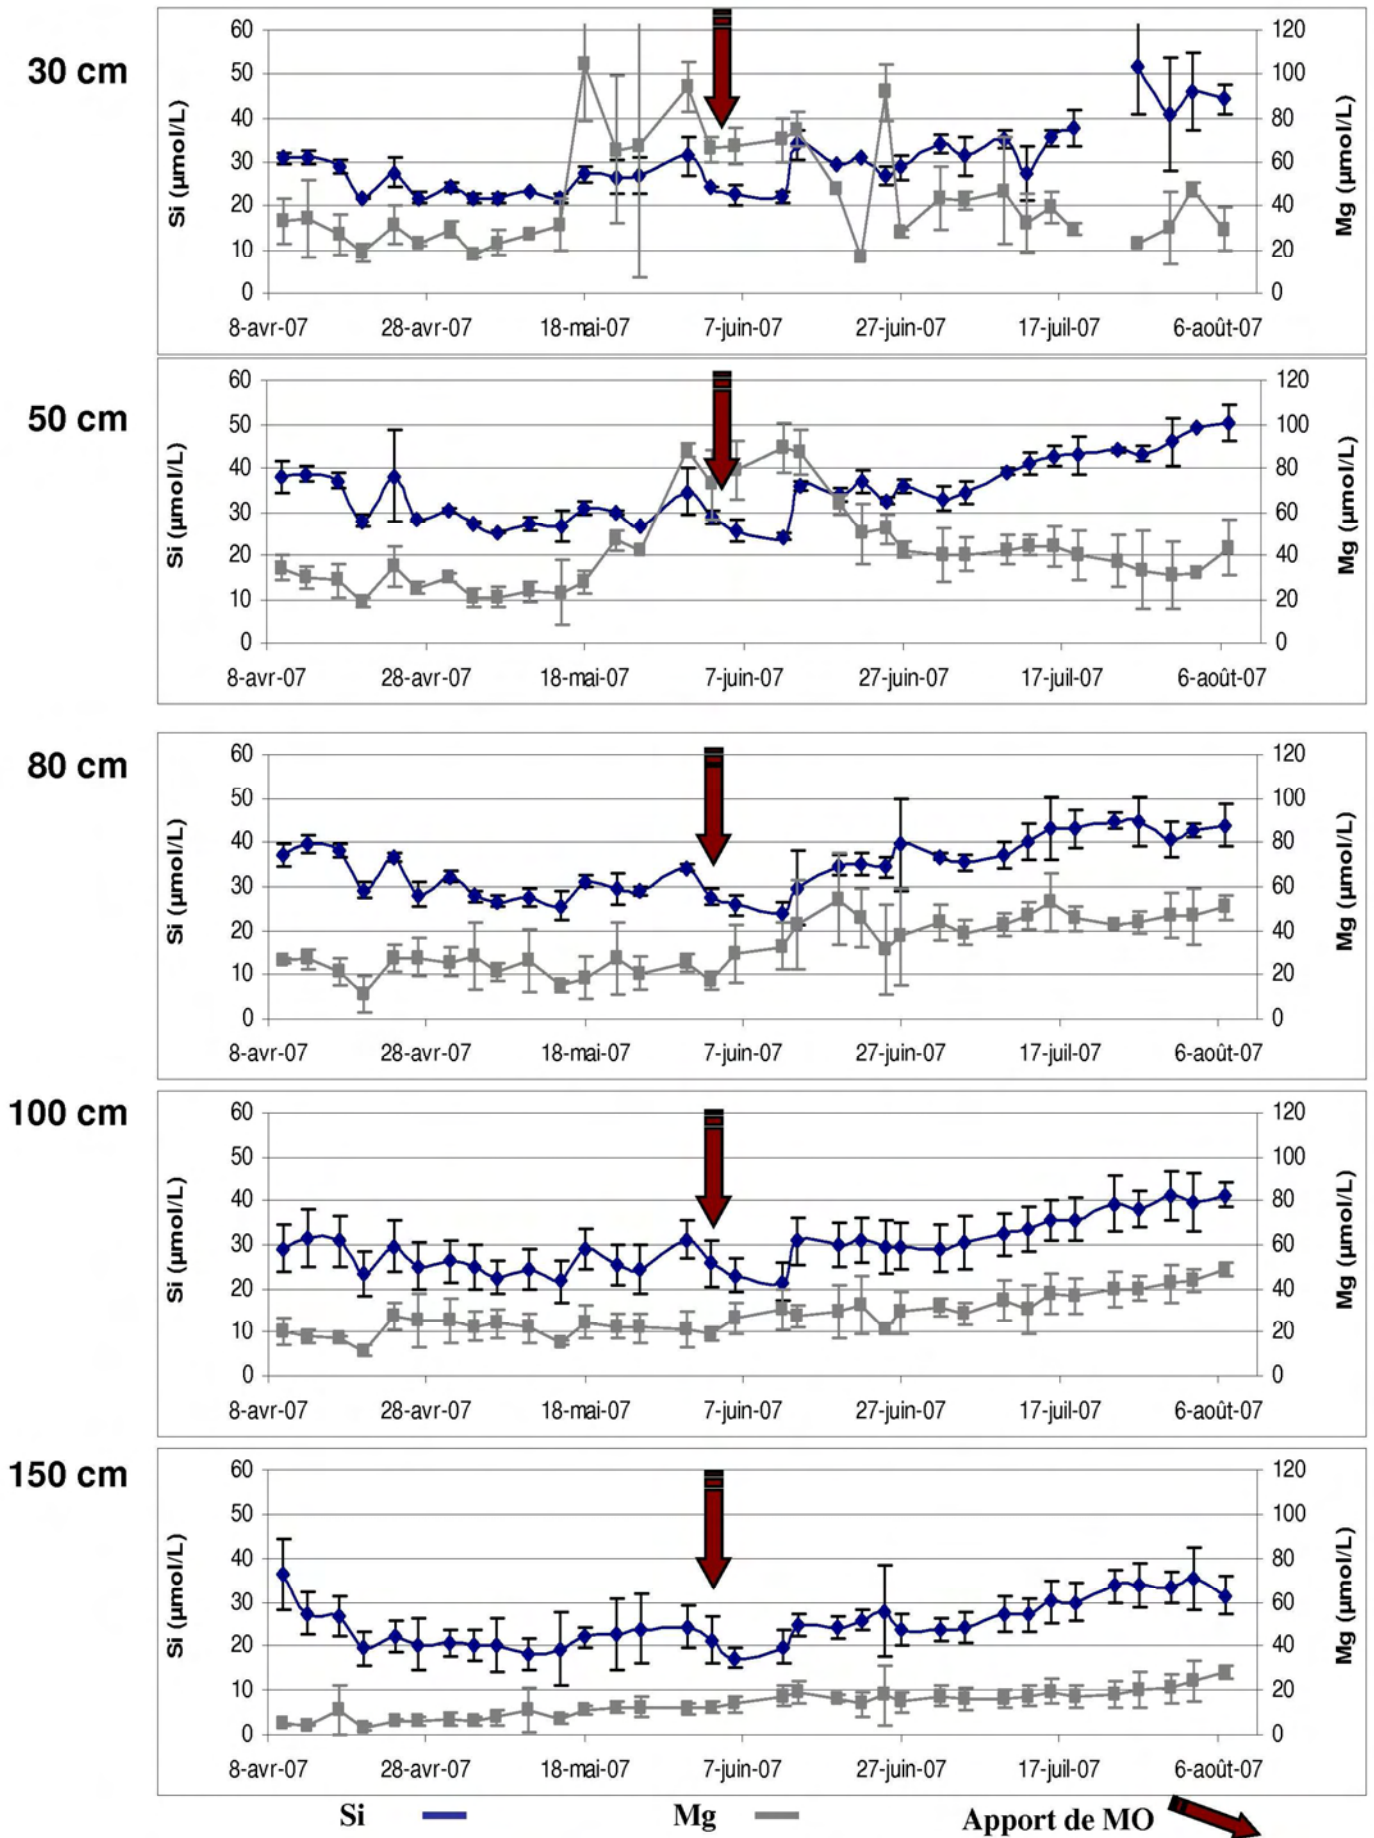 30 cm
60 120
50 100
40 80
30 60
20 40
10 20
0 0
Si (µmol/L)
Mg (µmol/L)
8-avr-07 28-avr-07 18-mai-07 7-juin-07 27-juin-07 17-juil-07 6-août-07
50 cm
60 120
50 100
40 80
30 60
20 40
10 20
0 0
Si (µmol/L)
Mg (µmol/L)
8-avr-07 28-avr-07 18-mai-07 7-juin-07 27-juin-07 17-juil-07 6-août-07
80 cm
60 120
50 100
40 80
30 60
20 40
10 20
0 0
Si (µmol/L)
Mg (µmol/L)
8-avr-07 28-avr-07 18-mai-07 7-juin-07 27-juin-07 17-juil-07 6-août-07
100 cm
60 120
50 100
40 80
30 60
20 40
10 20
0 0
Si (µmol/L)
Mg (µmol/L)
8-avr-07 28-avr-07 18-mai-07 7-juin-07 27-juin-07 17-juil-07 6-août-07
150 cm
60 120
50 100
40 80
30 60
20 40
10 20
0 0
Si (µmol/L)
Mg (µmol/L)
8-avr-07 28-avr-07 18-mai-07 7-juin-07 27-juin-07 17-juil-07 6-août-07
Si Mg Apport de MO